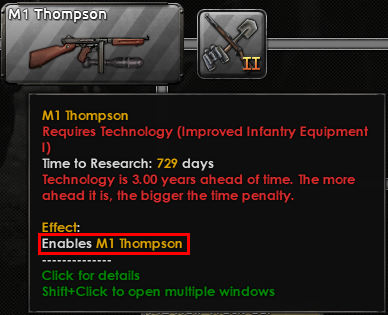 M1 Thompson
II
M1 Thompson
Requires Technology (Improved Infantry Equipment
I)
Time to Research: 729 days
Technology is 3.00 years ahead of time. The more
ahead it is, the bigger the time penalty.
Effect:
Enables M1 Thompson
--------------
Click for details
Shift+Click to open multiple windows